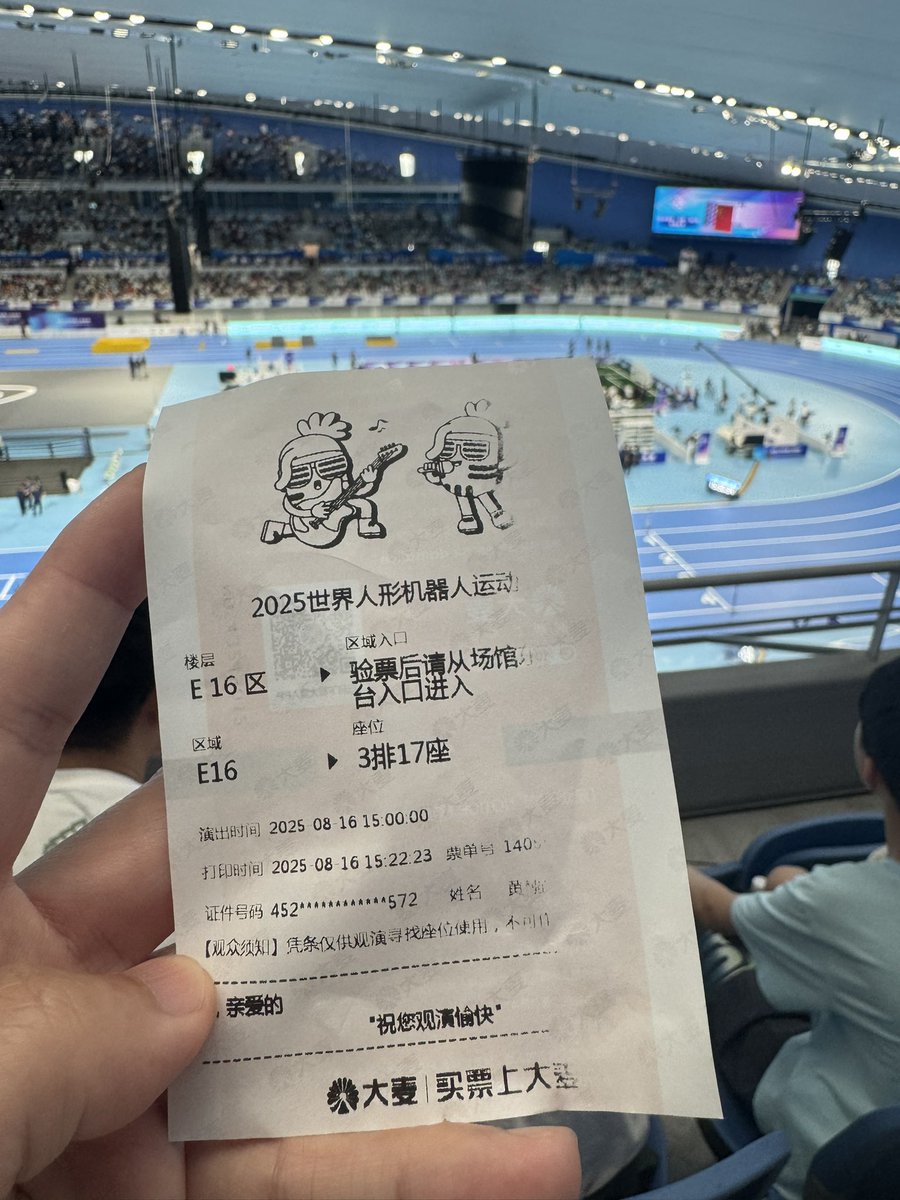 2025世界人形机器人运动
楼层
区域入口
E 16 区
验票后请从场馆
台入口进入
区域
座位
E16
3排17座
演出时间 2025-08-16 15:00:00
打印时间 2025-08-16 15:22:23 票单号 140
证件号码 452************572 姓名 黄*
【观众须知】凭条仅供观演寻找座位使用，不可
，亲爱的
"祝您观演愉快"
大麦 买票上大麦